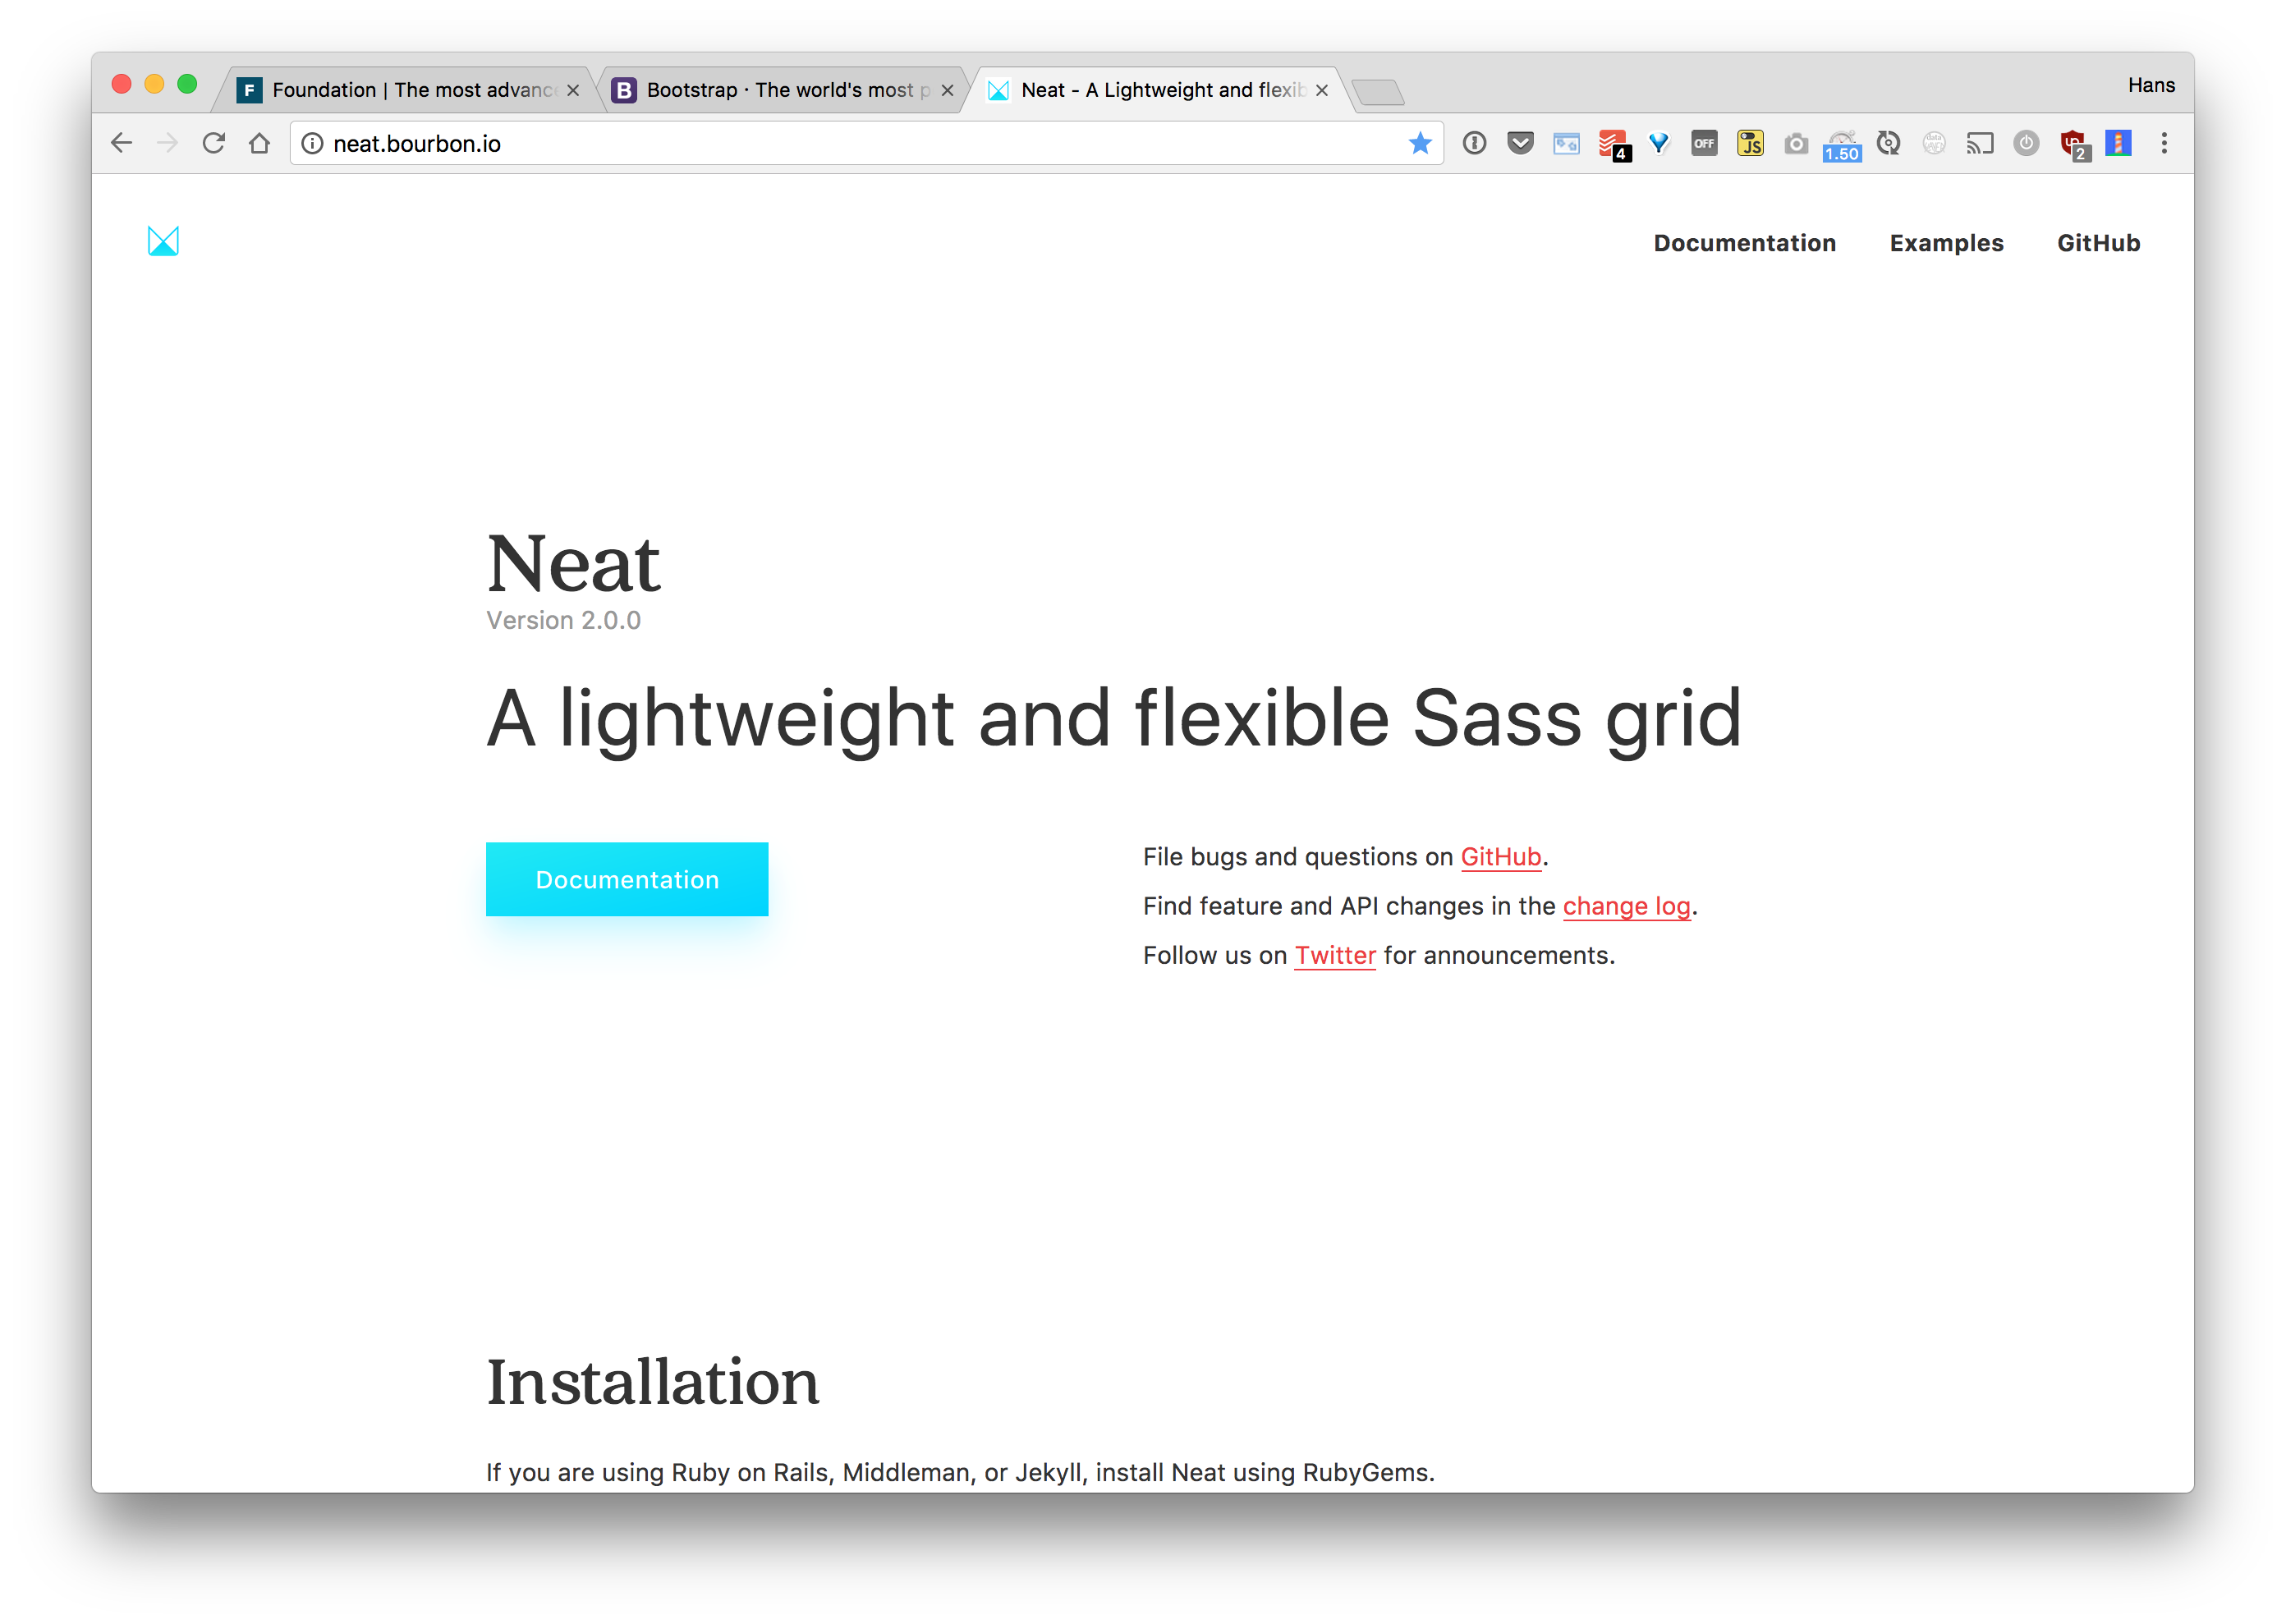 F Foundation | The most advanc
B Bootstrap · The world's most p
Neat - A Lightweight and flexib
Hans
neat.bourbon.io
4
OFF
JS
1.50
2
Documentation
Examples
GitHub
Neat
Version 2.0.0
A lightweight and flexible Sass grid
Documentation
File bugs and questions on GitHub.
Find feature and API changes in the change log.
Follow us on Twitter for announcements.
Installation
If you are using Ruby on Rails, Middleman, or Jekyll, install Neat using RubyGems.